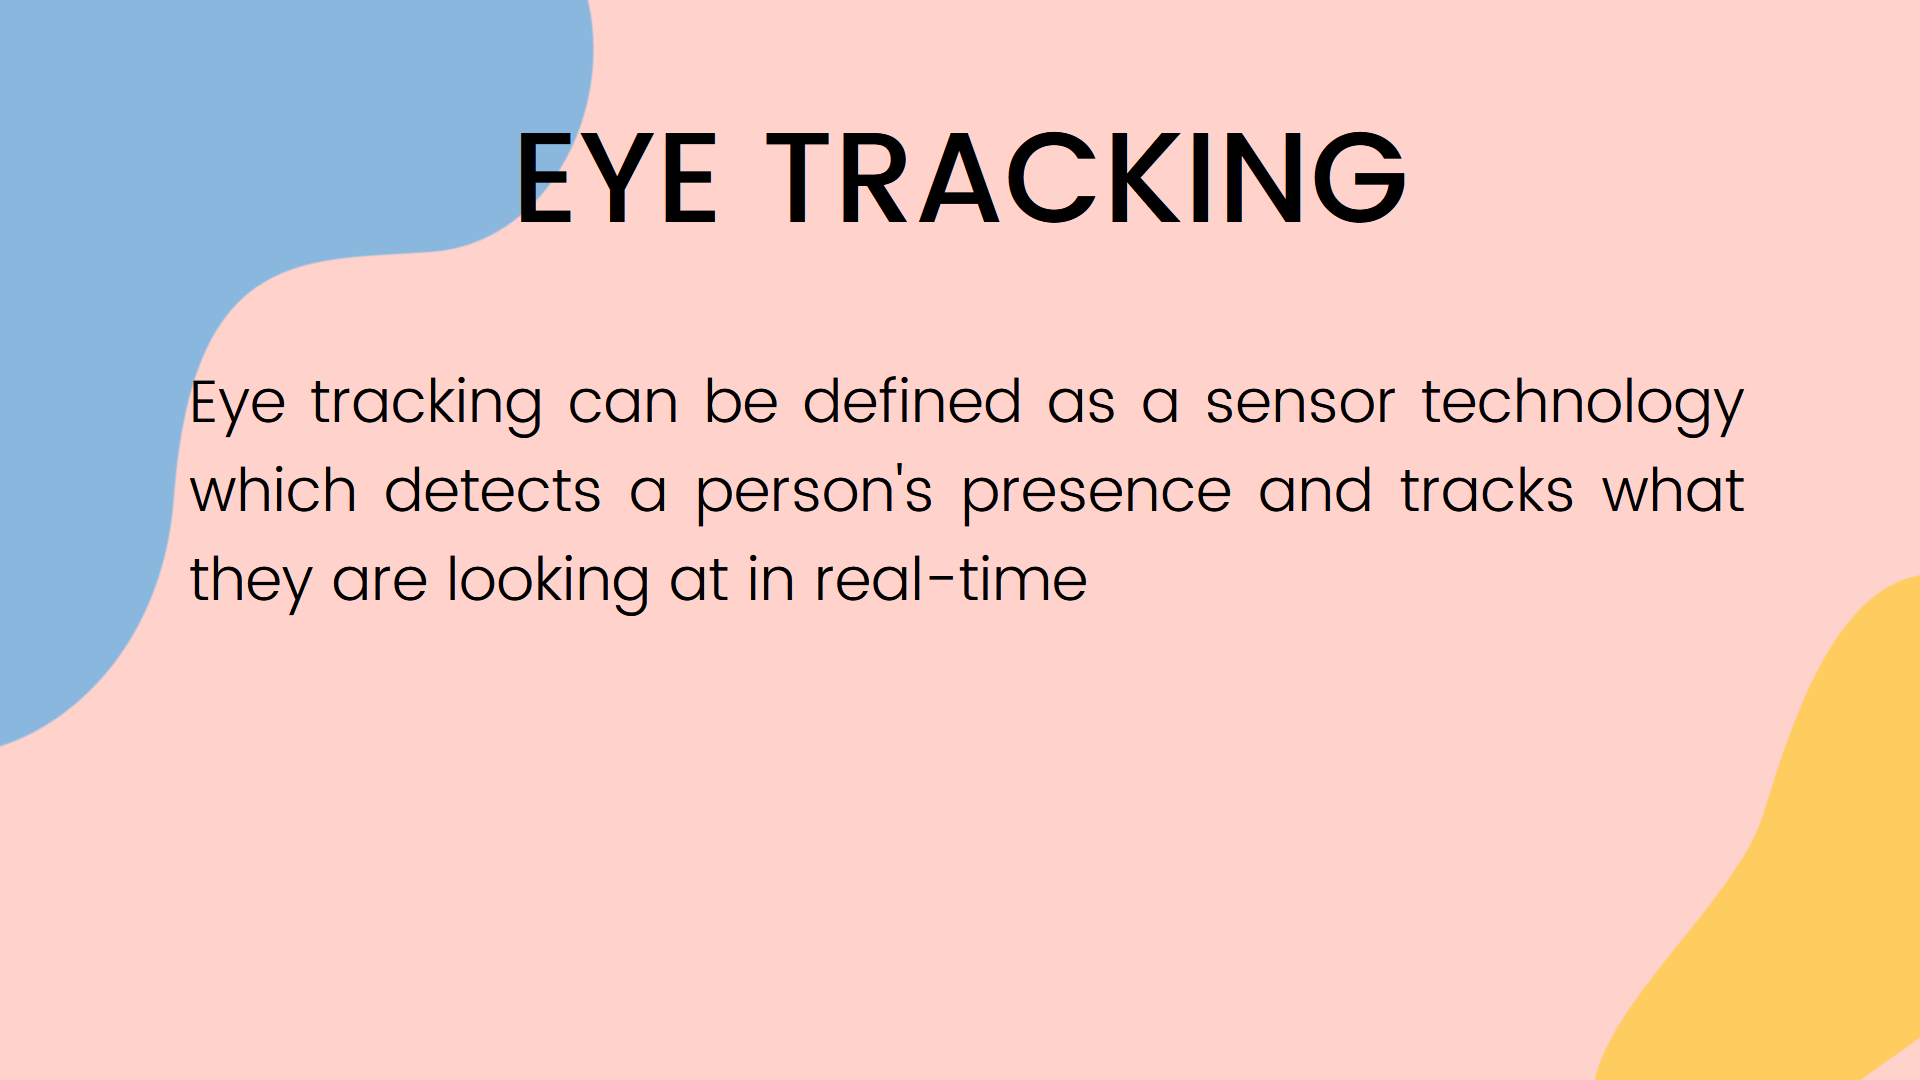 EYE TRACKING
Eye tracking can be defined as a sensor technology
which detects a person's presence and tracks what
they are looking at in real-time